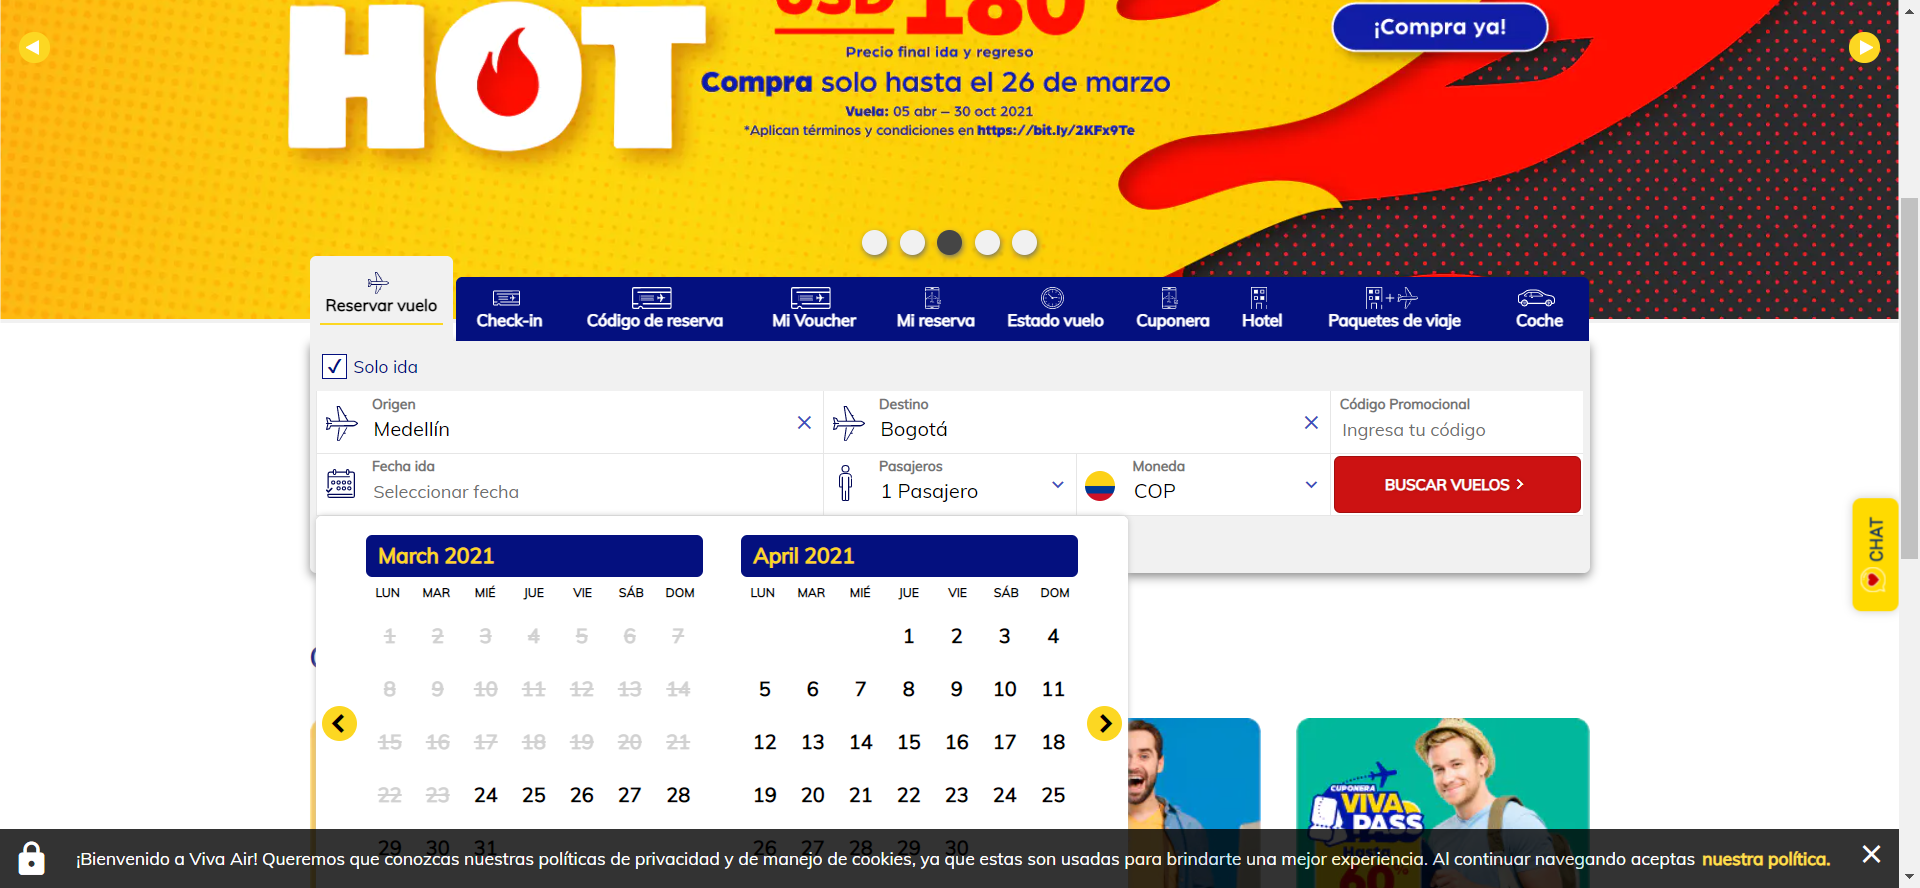 HOT
USD 180
Precio final ida y regreso
Compra solo hasta el 26 de marzo
Vuela: 05 abr – 30 oct 2021
*Aplican términos y condiciones en https://bit.ly/2KFx9Te
¡Compra ya!
Reservar vuelo
Check-in
Código de reserva
Mi Voucher
Mi reserva
Estado vuelo
Cuponera
Hotel
Paquetes de viaje
Coche
Solo ida
Origen
Medellín
Destino
Bogotá
Código Promocional
Ingresa tu código
Fecha ida
Seleccionar fecha
Pasajeros
1 Pasajero
Moneda
COP
BUSCAR VUELOS
CHAT
March 2021
LUN MAR MIÉ JUE VIE SÁB DOM
1 2 3 4 5 6 7
8 9 10 11 12 13 14
15 16 17 18 19 20 21
22 23 24 25 26 27 28
29 30 31
April 2021
LUN MAR MIÉ JUE VIE SÁB DOM
1 2 3 4
5 6 7 8 9 10 11
12 13 14 15 16 17 18
19 20 21 22 23 24 25
26 27 28 29 30
CUPONERA
VIVA
PASS
Hasta
60%
¡Bienvenido a Viva Air! Queremos que conozcas nuestras políticas de privacidad y de manejo de cookies, ya que estas son usadas para brindarte una mejor experiencia. Al continuar navegando aceptas nuestra política.